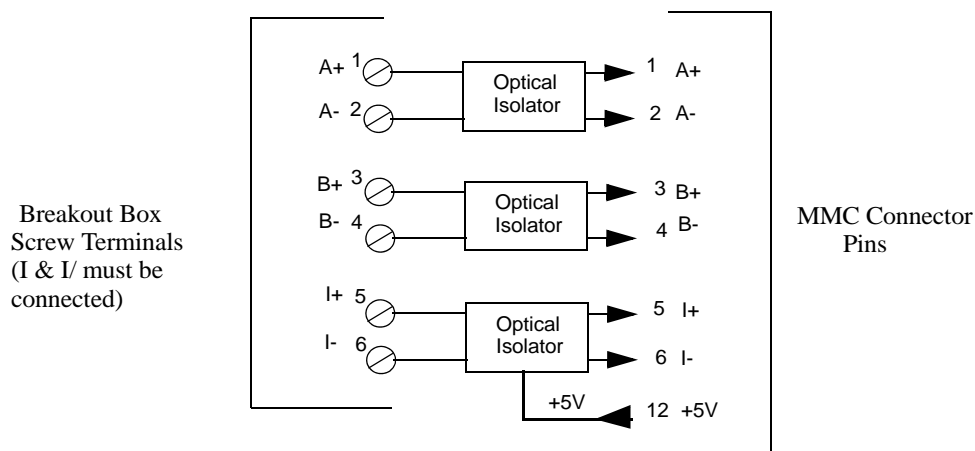 A+ 1 Optical Isolator 1 A+
A- 2 2 A-
B+ 3 Optical Isolator 3 B+
B- 4 4 B-
Breakout Box
Screw Terminals
(I & I/ must be
connected)
MMC Connector
Pins
I+ 5 Optical Isolator 5 I+
I- 6 6 I-
+5V 12 +5V